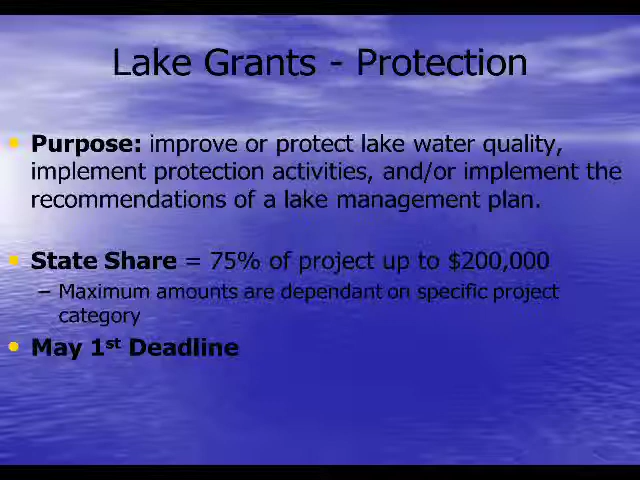 Lake Grants - Protection
• Purpose: improve or protect lake water quality,
implement protection activities, and/or implement the
recommendations of a lake management plan.
• State Share = 75% of project up to $200,000
– Maximum amounts are dependant on specific project
category
• May 1st Deadline